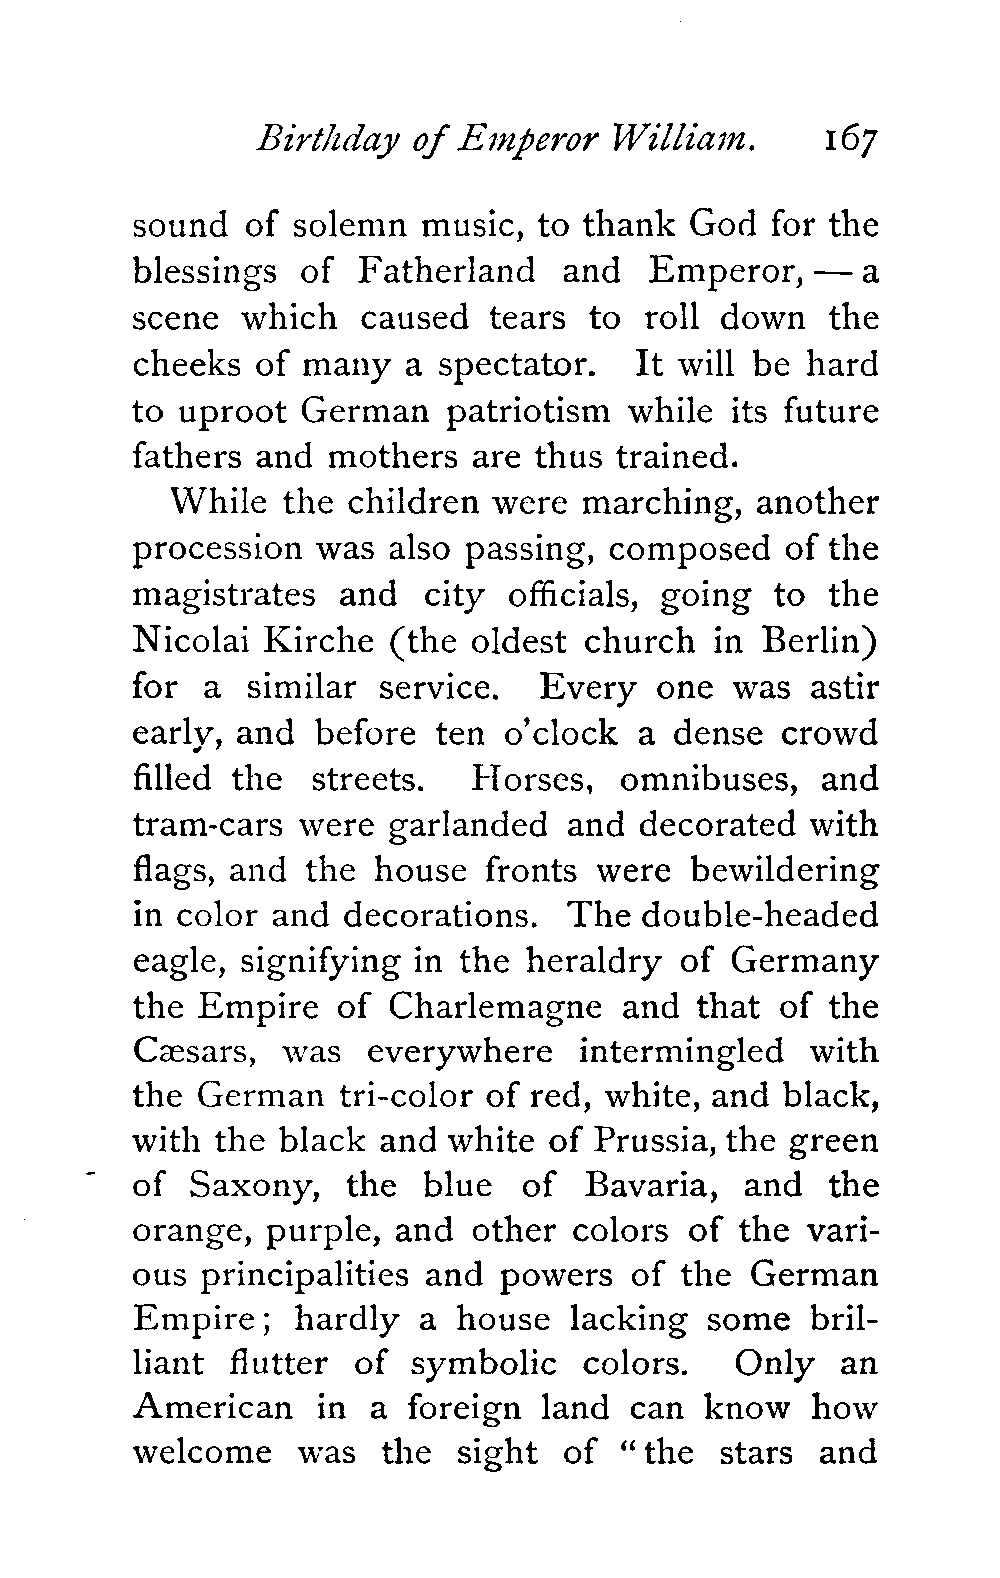 Birthday of Emperor William. 167
sound of solemn music, to thank God for the
blessings of Fatherland and Emperor, — a
scene which caused tears to roll down the
cheeks of many a spectator. It will be hard
to uproot German patriotism while its future
fathers and mothers are thus trained.
While the children were marching, another
procession was also passing, composed of the
magistrates and city officials, going to the
Nicolai Kirche (the oldest church in Berlin)
for a similar service. Every one was astir
early, and before ten o'clock a dense crowd
filled the streets. Horses, omnibuses, and
tram-cars were garlanded and decorated with
flags, and the house fronts were bewildering
in color and decorations. The double-headed
eagle, signifying in the heraldry of Germany
the Empire of Charlemagne and that of the
Cæsars, was everywhere intermingled with
the German tri-color of red, white, and black,
with the black and white of Prussia, the green
of Saxony, the blue of Bavaria, and the
orange, purple, and other colors of the vari-
ous principalities and powers of the German
Empire; hardly a house lacking some bril-
liant flutter of symbolic colors. Only an
American in a foreign land can know how
welcome was the sight of "the stars and